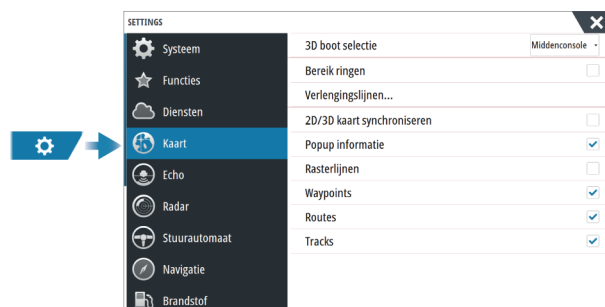 SETTINGS
Systeem
Functies
Diensten
Kaart
Echo
Radar
Stuurautomaat
Navigatie
Brandstof
3D boot selectie Middenconsole
Bereik ringen
Verlengingslijnen...
2D/3D kaart synchroniseren
Popup informatie
Rasterlijnen
Waypoints
Routes
Tracks